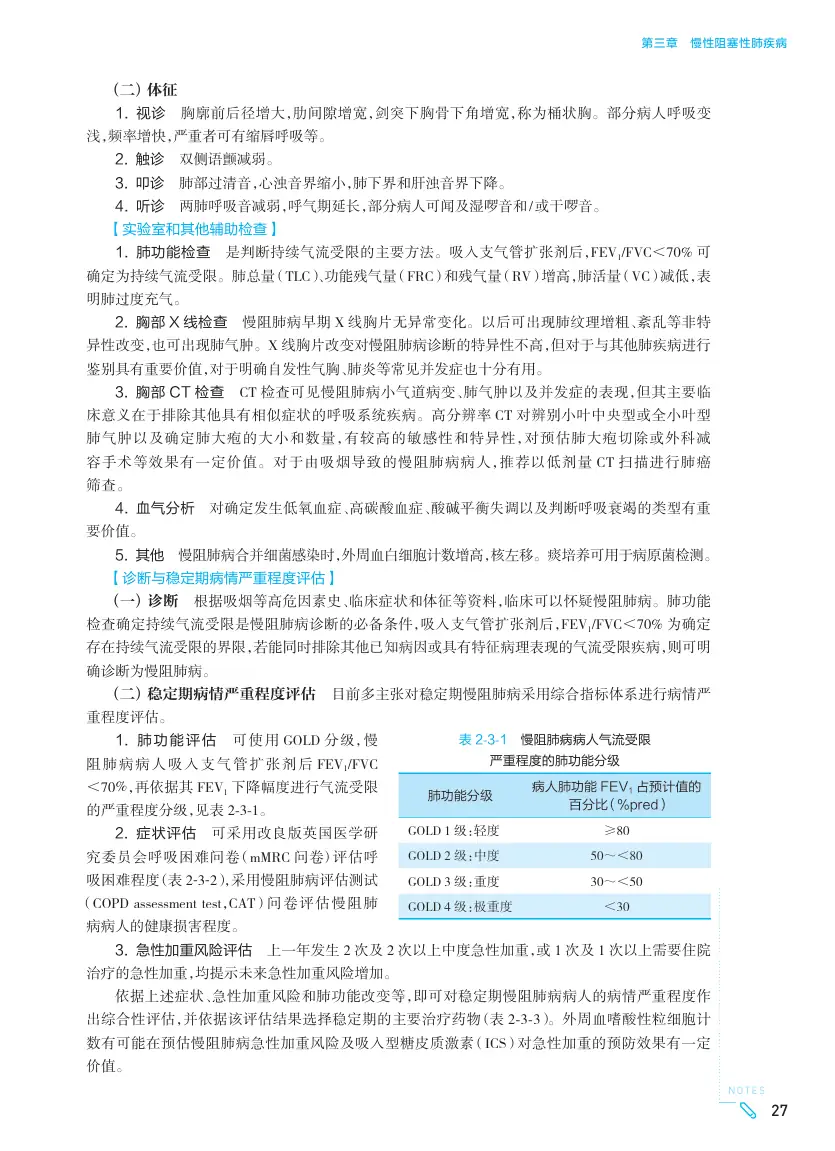 第三章 慢性阻塞性肺疾病
（二）体征
1. 视诊 胸廓前后径增大，肋间隙增宽，剑突下胸骨下角增宽，称为桶状胸。部分病人呼吸变
浅，频率增快，严重者可有缩唇呼吸等。
2. 触诊 双侧语颤减弱。
3. 叩诊 肺部过清音，心浊音界缩小，肺下界和肝浊音界下降。
4. 听诊 两肺呼吸音减弱，呼气期延长，部分病人可闻及湿啰音和/或干啰音。
【实验室和其他辅助检查】
1. 肺功能检查 是判断持续气流受限的主要方法。吸入支气管扩张剂后，FEV₁/FVC＜70% 可
确定为持续气流受限。肺总量（TLC）、功能残气量（FRC）和残气量（RV）增高，肺活量（VC）减低，表
明肺过度充气。
2. 胸部 X 线检查 慢阻肺病早期 X 线胸片无异常变化。以后可出现肺纹理增粗、紊乱等非特
异性改变，也可出现肺气肿。X 线胸片改变对慢阻肺病诊断的特异性不高，但对于与其他肺疾病进行
鉴别具有重要价值，对于明确自发性气胸、肺炎等常见并发症也十分有用。
3. 胸部 CT 检查 CT 检查可见慢阻肺病小气道病变、肺气肿以及并发症的表现，但其主要临
床意义在于排除其他具有相似症状的呼吸系统疾病。高分辨率 CT 对辨别小叶中央型或全小叶型
肺气肿以及确定肺大疱的大小和数量，有较高的敏感性和特异性，对预估肺大疱切除或外科减
容手术等效果有一定价值。对于由吸烟导致的慢阻肺病病人，推荐以低剂量 CT 扫描进行肺癌
筛查。
4. 血气分析 对确定发生低氧血症、高碳酸血症、酸碱平衡失调以及判断呼吸衰竭的类型有重
要价值。
5. 其他 慢阻肺病合并细菌感染时，外周血白细胞计数增高，核左移。痰培养可用于病原菌检测。
【诊断与稳定期病情严重程度评估】
（一）诊断 根据吸烟等高危因素史、临床症状和体征等资料，临床可以怀疑慢阻肺病。肺功能
检查确定持续气流受限是慢阻肺病诊断的必备条件，吸入支气管扩张剂后，FEV₁/FVC＜70% 为确定
存在持续气流受限的界限，若能同时排除其他已知病因或具有特征病理表现的气流受限疾病，则可明
确诊断为慢阻肺病。
（二）稳定期病情严重程度评估 目前多主张对稳定期慢阻肺病采用综合指标体系进行病情严
重程度评估。
1. 肺功能评估 可使用 GOLD 分级，慢
阻肺病病人吸入支气管扩张剂后 FEV₁/FVC
＜70%，再依据其 FEV₁ 下降幅度进行气流受限
的严重程度分级，见表 2-3-1。
2. 症状评估 可采用改良版英国医学研
究委员会呼吸困难问卷（mMRC 问卷）评估呼
吸困难程度（表 2-3-2），采用慢阻肺病评估测试
（COPD assessment test，CAT）问卷评估慢阻肺
病病人的健康损害程度。
表 2-3-1 慢阻肺病病人气流受限
严重程度的肺功能分级
肺功能分级 病人肺功能 FEV₁ 占预计值的
百分比（%pred）
GOLD 1 级：轻度 ≥80
GOLD 2 级：中度 50～＜80
GOLD 3 级：重度 30～＜50
GOLD 4 级：极重度 ＜30
3. 急性加重风险评估 上一年发生 2 次及 2 次以上中度急性加重，或 1 次及 1 次以上需要住院
治疗的急性加重，均提示未来急性加重风险增加。
依据上述症状、急性加重风险和肺功能改变等，即可对稳定期慢阻肺病病人的病情严重程度作
出综合性评估，并依据该评估结果选择稳定期的主要治疗药物（表 2-3-3）。外周血嗜酸性粒细胞计
数有可能在预估慢阻肺病急性加重风险及吸入型糖皮质激素（ICS）对急性加重的预防效果有一定
价值。
NOTES
27